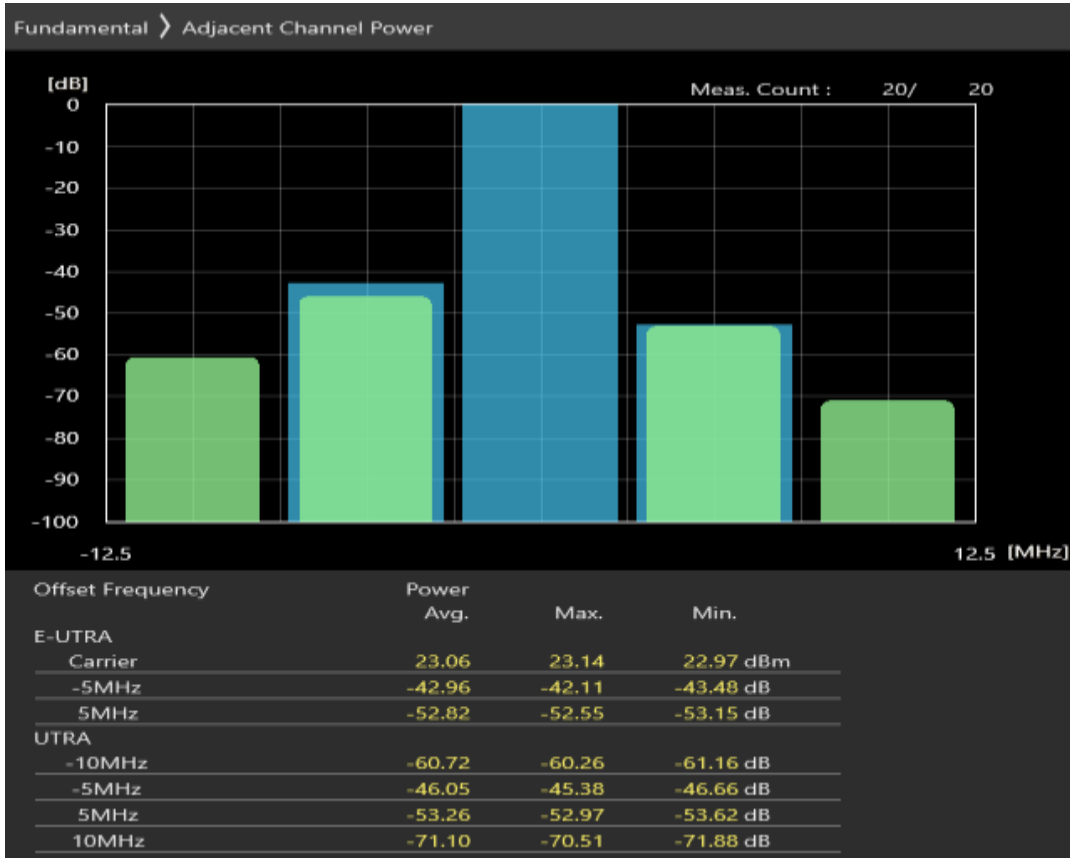 Fundamental ❯ Adjacent Channel Power
[dB]
Meas. Count : 20/ 20
0
-10
-20
-30
-40
-50
-60
-70
-80
-90
-100
-12.5 12.5 [MHz]
Offset Frequency Power
Avg. Max. Min.
E-UTRA
Carrier 23.06 23.14 22.97 dBm
-5MHz -42.96 -42.11 -43.48 dB
5MHz -52.82 -52.55 -53.15 dB
UTRA
-10MHz -60.72 -60.26 -61.16 dB
-5MHz -46.05 -45.38 -46.66 dB
5MHz -53.26 -52.97 -53.62 dB
10MHz -71.10 -70.51 -71.88 dB